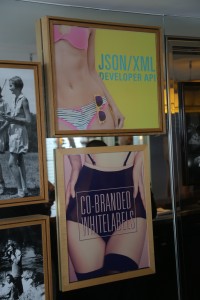 JSON/XML
DEVELOPER API
CO-BRANDED
WHITELABELS